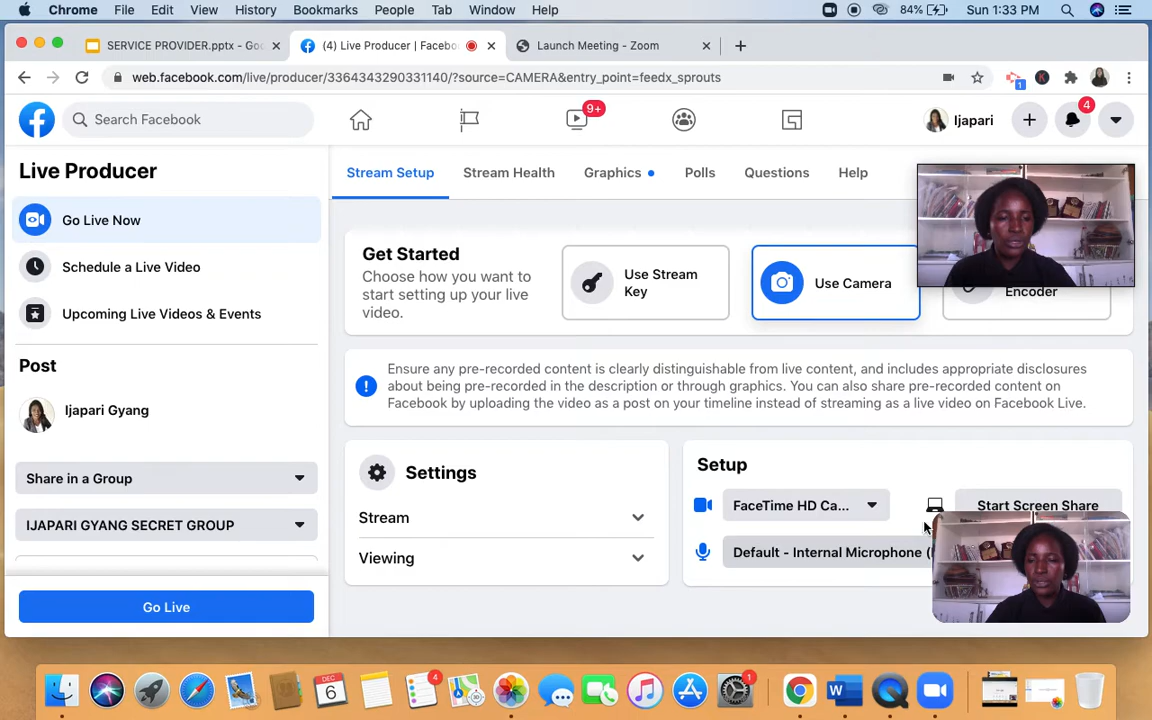 Chrome File Edit View History Bookmarks People Tab Window Help 84% Sun 1:33 PM
SERVICE PROVIDER.pptx - Go
(4) Live Producer | Facebo
Launch Meeting - Zoom
web.facebook.com/live/producer/3364343290331140/?source=CAMERA&entry_point=feedx_sprouts
1
K
Search Facebook
9+
Ijapari
4
Live Producer
Go Live Now
Schedule a Live Video
Upcoming Live Videos & Events
Post
Ijapari Gyang
Share in a Group
IJAPARI GYANG SECRET GROUP
Go Live
Stream Setup Stream Health Graphics Polls Questions Help
Get Started
Choose how you want to
start setting up your live
video.
Use Stream
Key
Use Camera
Encoder
Ensure any pre-recorded content is clearly distinguishable from live content, and includes appropriate disclosures
about being pre-recorded in the description or through graphics. You can also share pre-recorded content on
Facebook by uploading the video as a post on your timeline instead of streaming as a live video on Facebook Live.
Settings
Stream
Viewing
Setup
FaceTime HD Ca...
Start Screen Share
Default - Internal Microphone (
DEC
6
4
1
W